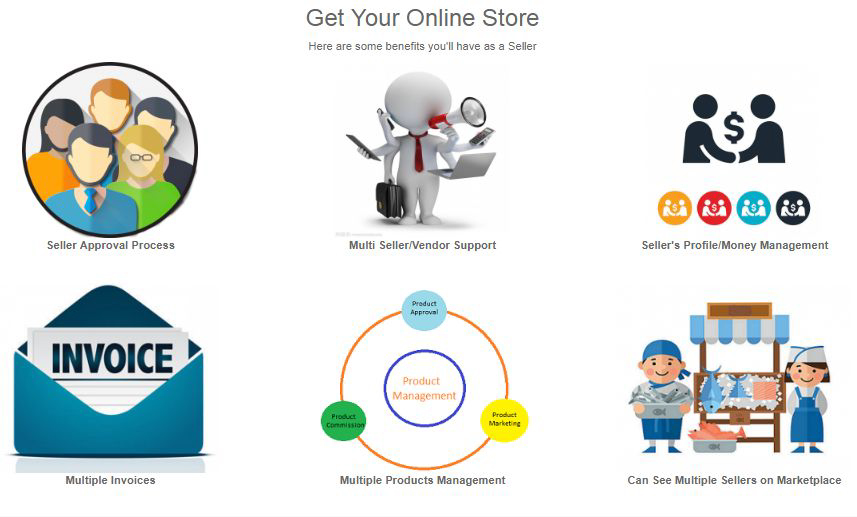 Get Your Online Store
Here are some benefits you'll have as a Seller
$
$
$
$
$
Seller Approval Process
Multi Seller/Vendor Support
Seller's Profile/Money Management
INVOICE
Product
Approval
Product
Management
Product
Commission
Product
Marketing
Multiple Invoices
Multiple Products Management
Can See Multiple Sellers on Marketplace